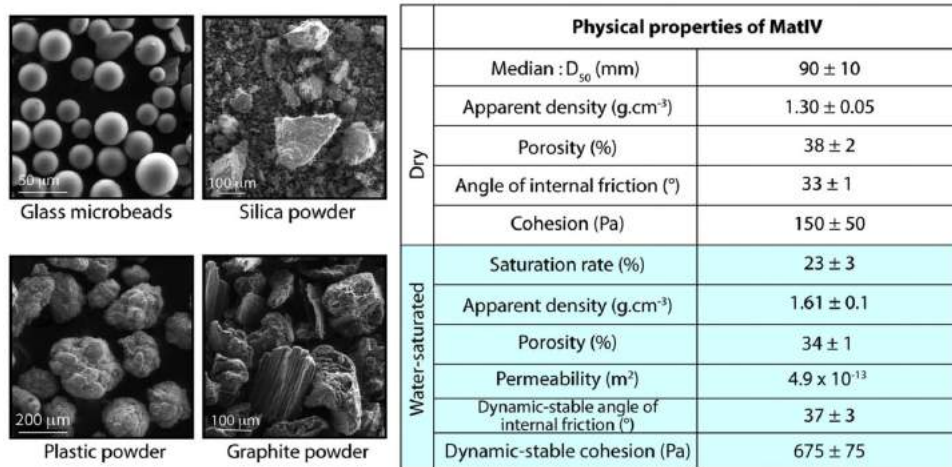 50 μm
Glass microbeads
100 μm
Silica powder
200 μm
Plastic powder
100 μm
Graphite powder
Physical properties of MatIV
Dry
Median : D₅₀ (mm) 90 ± 10
Apparent density (g.cm⁻³) 1.30 ± 0.05
Porosity (%) 38 ± 2
Angle of internal friction (°) 33 ± 1
Cohesion (Pa) 150 ± 50
Water-saturated
Saturation rate (%) 23 ± 3
Apparent density (g.cm⁻³) 1.61 ± 0.1
Porosity (%) 34 ± 1
Permeability (m²) 4.9 x 10⁻¹³
Dynamic-stable angle of
internal friction (°) 37 ± 3
Dynamic-stable cohesion (Pa) 675 ± 75